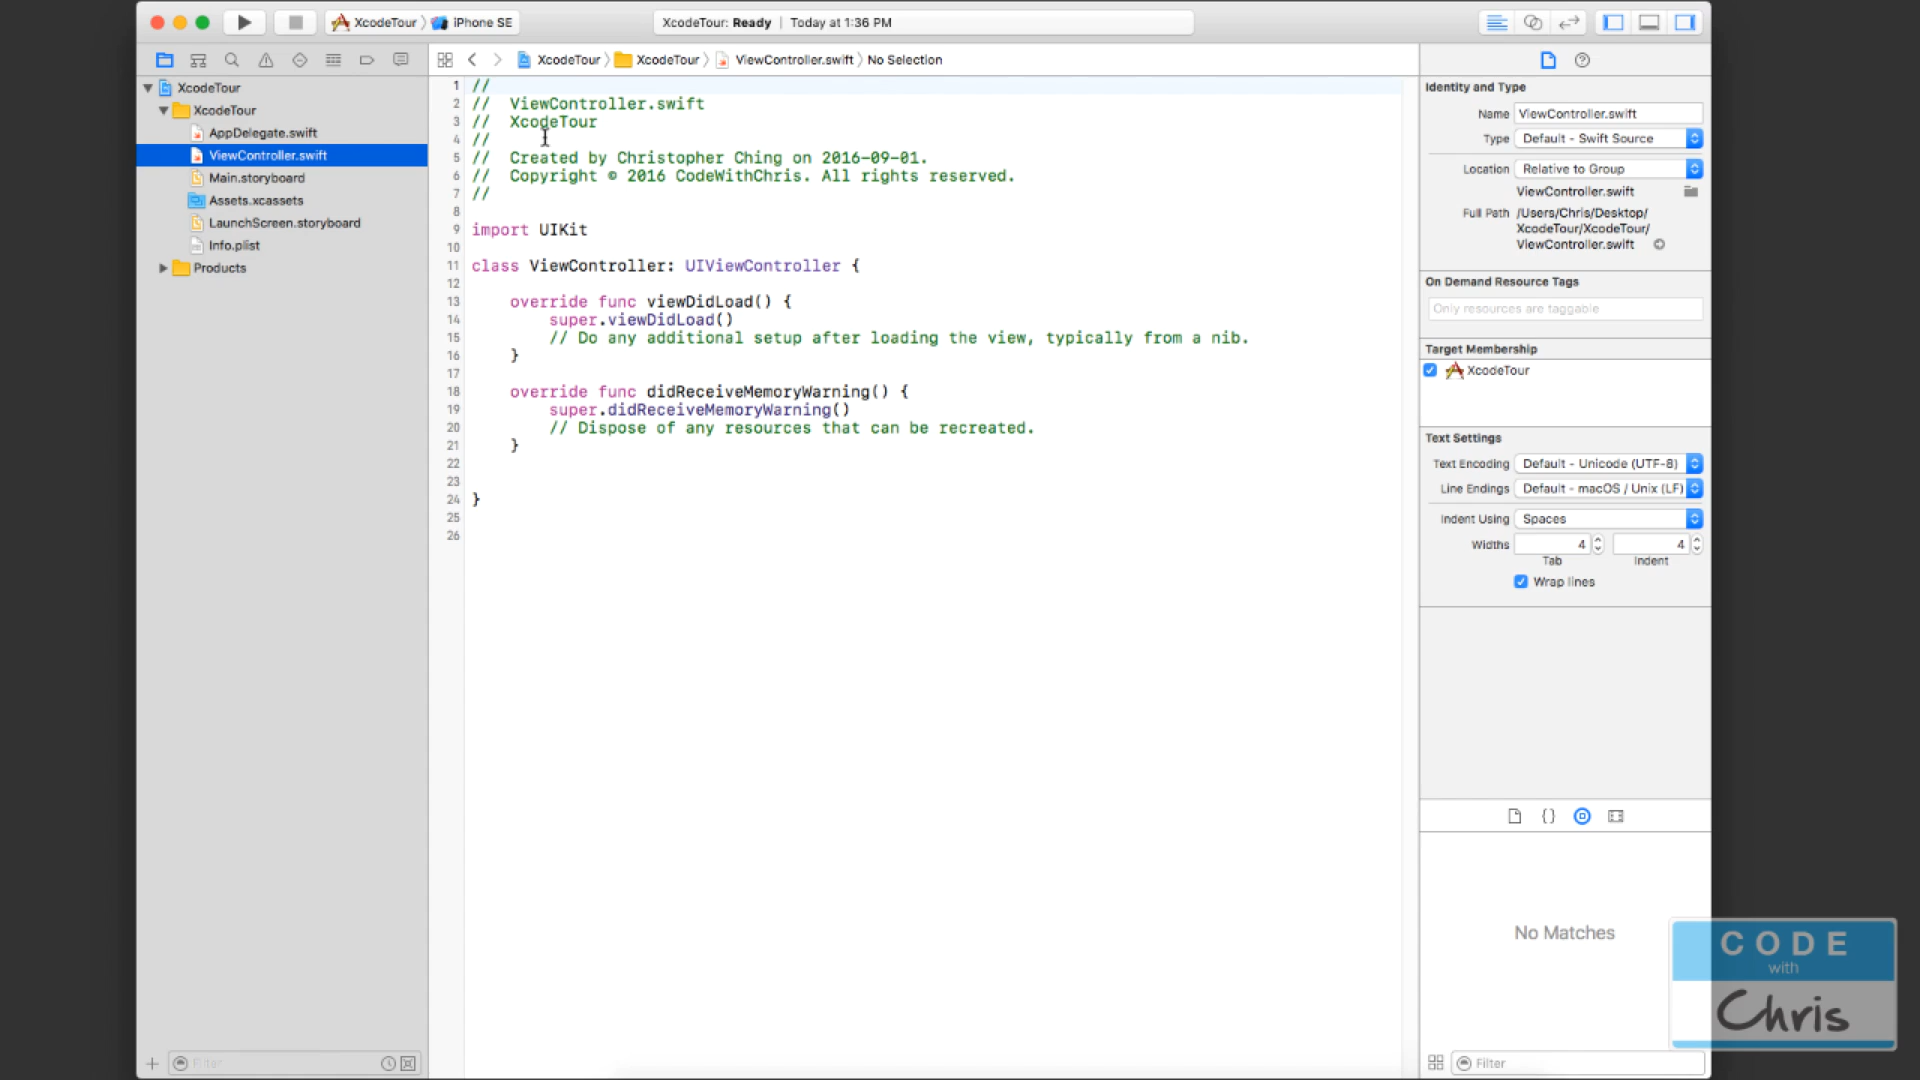 XcodeTour
iPhone SE
XcodeTour: Ready | Today at 1:36 PM
XcodeTour
XcodeTour
AppDelegate.swift
ViewController.swift
Main.storyboard
Assets.xcassets
LaunchScreen.storyboard
Info.plist
Products
Filter
XcodeTour
XcodeTour
ViewController.swift
No Selection
1 //
2 //  ViewController.swift
3 //  XcodeTour
4 //
5 //  Created by Christopher Ching on 2016-09-01.
6 //  Copyright © 2016 CodeWithChris. All rights reserved.
7 //
8
9 import UIKit
10
11 class ViewController: UIViewController {
12
13     override func viewDidLoad() {
14         super.viewDidLoad()
15         // Do any additional setup after loading the view, typically from a nib.
16     }
17
18     override func didReceiveMemoryWarning() {
19         super.didReceiveMemoryWarning()
20         // Dispose of any resources that can be recreated.
21     }
22
23
24 }
25
26
Identity and Type
Name ViewController.swift
Type Default - Swift Source
Location Relative to Group
ViewController.swift
Full Path /Users/Chris/Desktop/
XcodeTour/XcodeTour/
ViewController.swift
On Demand Resource Tags
Only resources are taggable
Target Membership
XcodeTour
Text Settings
Text Encoding Default - Unicode (UTF-8)
Line Endings Default - macOS / Unix (LF)
Indent Using Spaces
Widths 4 4
Tab Indent
Wrap lines
{}
No Matches
Filter
CODE
with
Chris